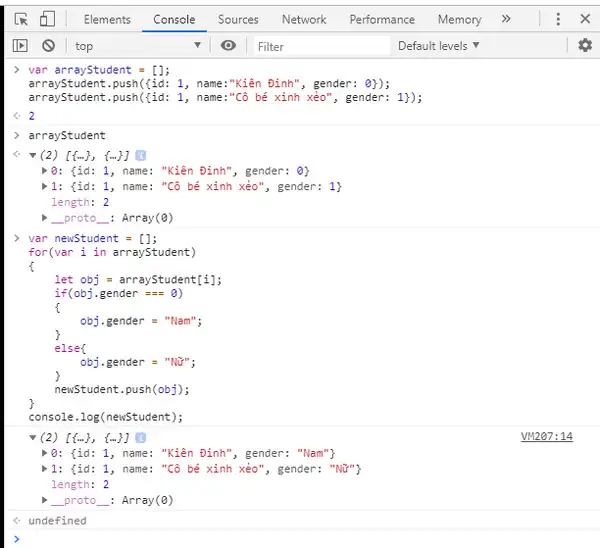 Elements Console Sources Network Performance Memory »
top ▼ Filter Default levels ▼
> var arrayStudent = [];
arrayStudent.push({id: 1, name:"Kiên Đinh", gender: 0});
arrayStudent.push({id: 1, name:"Cô bé xinh xẻo", gender: 1});
< 2
> arrayStudent
< ▼(2) [{…}, {…}] i
▶0: {id: 1, name: "Kiên Đinh", gender: 0}
▶1: {id: 1, name: "Cô bé xinh xẻo", gender: 1}
length: 2
▶__proto__: Array(0)
> var newStudent = [];
for(var i in arrayStudent)
{
let obj = arrayStudent[i];
if(obj.gender === 0)
{
obj.gender = "Nam";
}
else{
obj.gender = "Nữ";
}
newStudent.push(obj);
}
console.log(newStudent);
▼(2) [{…}, {…}] i VM207:14
▶0: {id: 1, name: "Kiên Đinh", gender: "Nam"}
▶1: {id: 1, name: "Cô bé xinh xẻo", gender: "Nữ"}
length: 2
▶__proto__: Array(0)
< undefined
>